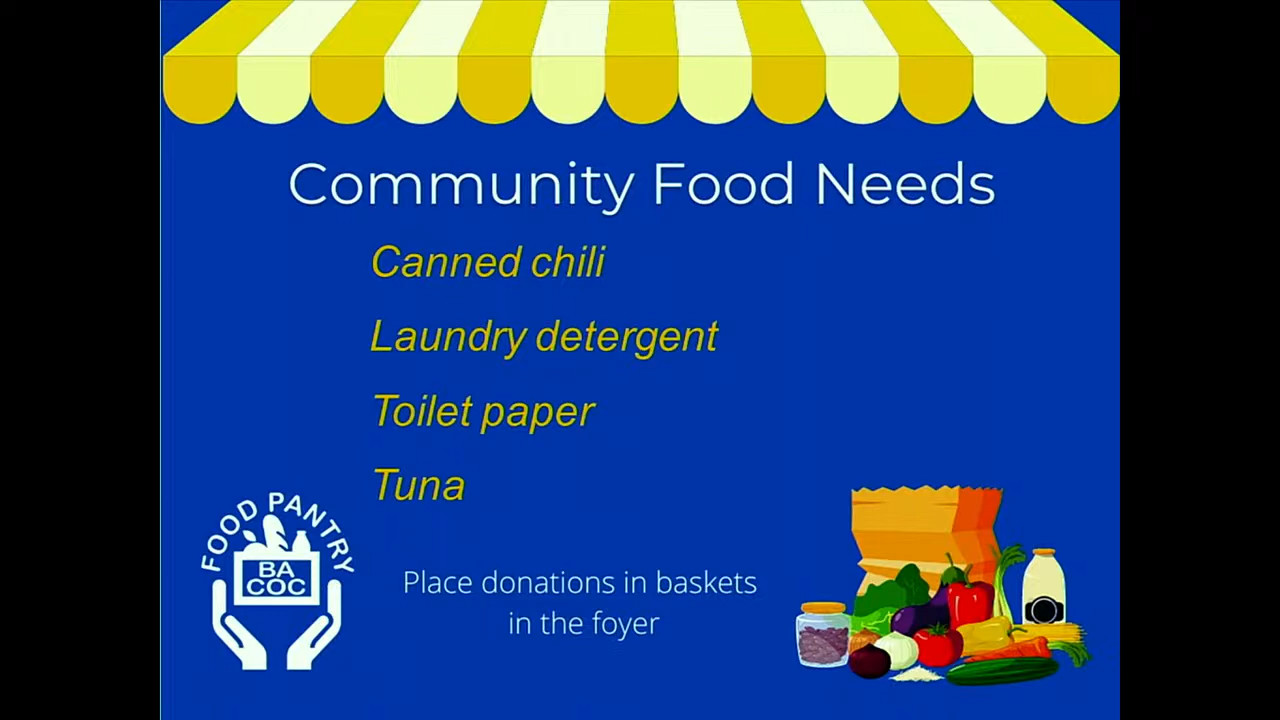 Community Food Needs
Canned chili
Laundry detergent
Toilet paper
Tuna
FOOD PANTRY
BA
COC
Place donations in baskets
in the foyer